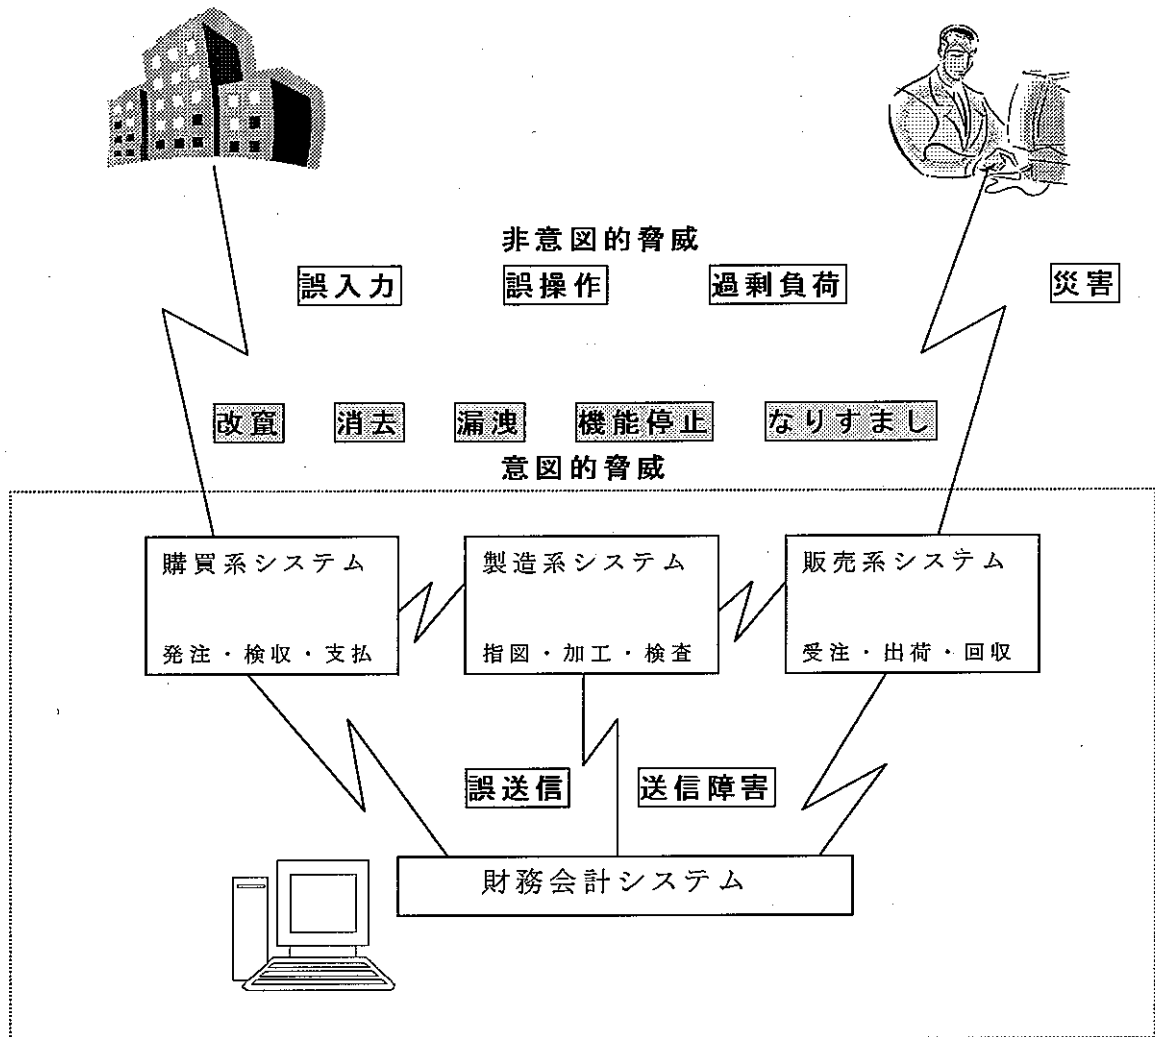 非意図的脅威
誤入力 誤操作 過剰負荷 災害
改竄 消去 漏洩 機能停止 なりすまし
意図的脅威
購買系システム 製造系システム 販売系システム
発注・検収・支払 指図・加工・検査 受注・出荷・回収
誤送信 送信障害
財務会計システム